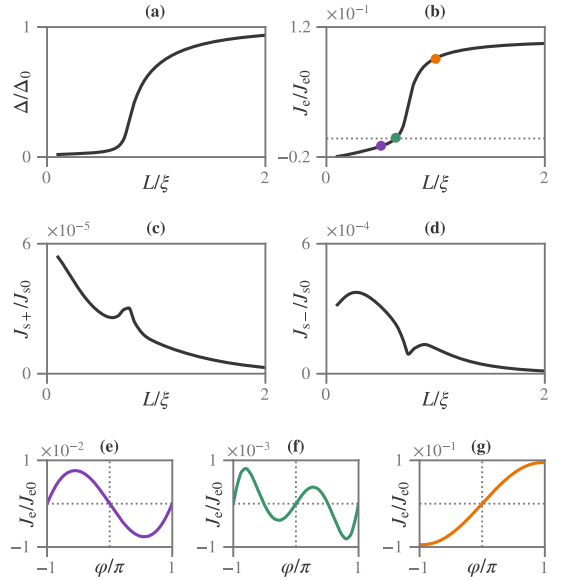 (a)
1
Δ/Δ₀
0
0
L/ξ
2
×10⁻¹
(b)
1.2
Jₑ/Jₑ₀
−0.2
0
L/ξ
2
×10⁻⁵
(c)
6
Jₛ₊/Jₛ₀
0
0
L/ξ
2
×10⁻⁴
(d)
6
Jₛ₋/Jₛ₀
0
0
L/ξ
2
×10⁻²
(e)
1
Jₑ/Jₑ₀
−1
−1
φ/π
1
×10⁻³
(f)
1
Jₑ/Jₑ₀
−1
−1
φ/π
1
×10⁻¹
(g)
1
Jₑ/Jₑ₀
−1
−1
φ/π
1